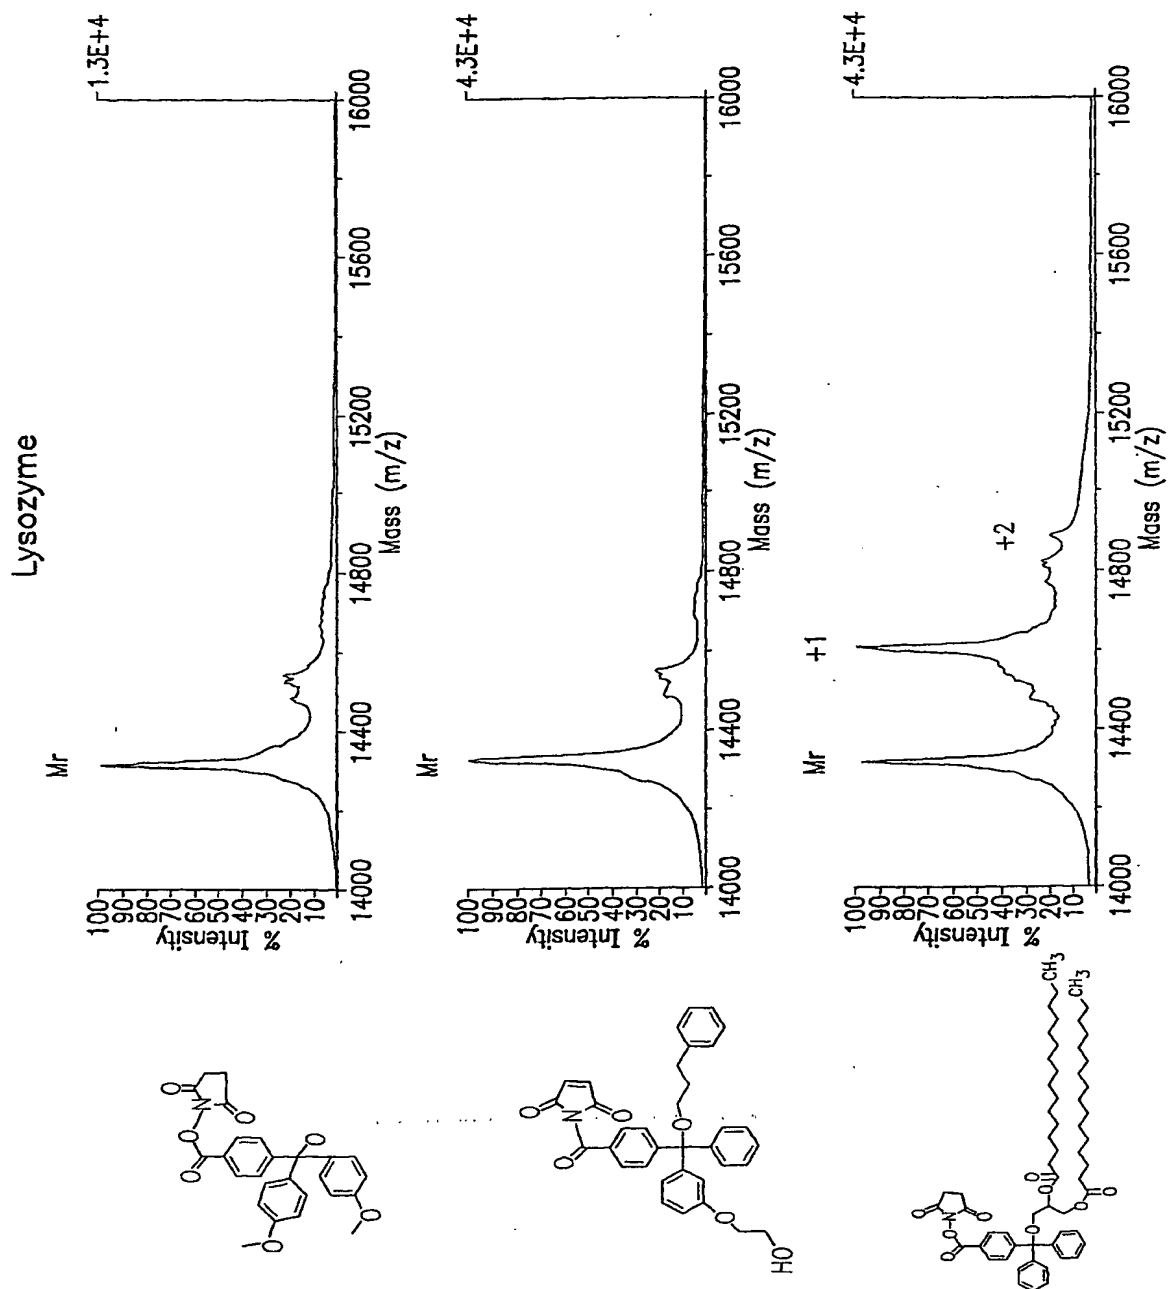 Lysozyme
Mr
1.3E+4
100
90
80
70
60
50
40
30
20
10
% Intensity
14000
14400
14800
15200
15600
16000
Mass (m/z)
O
O
N
O
O
O
O
O
Mr
4.3E+4
100
90
80
70
60
50
40
30
20
10
% Intensity
14000
14400
14800
15200
15600
16000
Mass (m/z)
O
N
O
O
O
O
HO
Mr
+1
+2
4.3E+4
100
90
80
70
60
50
40
30
20
10
% Intensity
14000
14400
14800
15200
15600
16000
Mass (m/z)
O
N
O
O
O
O
O
O
O
O
CH3
CH3